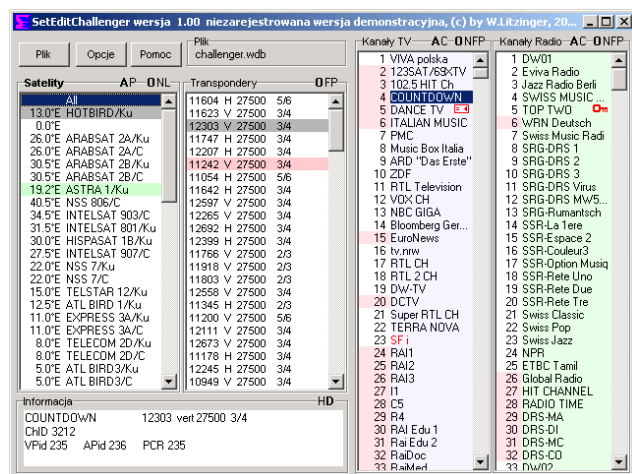 SetEditChallenger wersja 1.00 niezarejestrowana wersja demonstracyjna, (c) by W.Litzinger, 20...
Plik Opcje Pomoc
Plik
challenger.wdb
Satelity AP ONL
All
13.0°E HOTBIRD/Ku
0.0°E
26.0°E ARABSAT 2A/Ku
26.0°E ARABSAT 2A/C
30.5°E ARABSAT 2B/Ku
30.5°E ARABSAT 2B/C
19.2°E ASTRA 1/Ku
40.5°E NSS 806/C
34.5°E INTELSAT 903/C
31.5°E INTELSAT 801/Ku
30.0°E HISPASAT 1B/Ku
27.5°E INTELSAT 907/C
22.0°E NSS 7/Ku
22.0°E NSS 7/C
15.0°E TELSTAR 12/Ku
12.5°E ATL BIRD 1/Ku
11.0°E EXPRESS 3A/Ku
11.0°E EXPRESS 3A/C
8.0°E TELECOM 2D/Ku
8.0°E TELECOM 2D/C
5.0°E ATL BIRD3/Ku
5.0°E ATL BIRD3/C
Transpondery OFP
11604 H 27500 5/6
11623 V 27500 3/4
12303 V 27500 3/4
11747 H 27500 3/4
12207 H 27500 3/4
11242 V 27500 3/4
11054 H 27500 5/6
11642 H 27500 3/4
12597 V 27500 3/4
12265 V 27500 3/4
12692 H 27500 3/4
12399 H 27500 3/4
11766 V 27500 2/3
11918 V 27500 2/3
11803 V 27500 2/3
12558 V 27500 3/4
11345 H 27500 2/3
11200 V 27500 5/6
12111 V 27500 3/4
12673 V 27500 3/4
11178 H 27500 3/4
12245 H 27500 3/4
10949 V 27500 3/4
Kanały TV AC ONFP
1 VIVA polska
2 123SAT/69XTV
3 102.5 HIT Ch
4 COUNTDOWN
5 DANCE TV
6 ITALIAN MUSIC
7 PMC
8 Music Box Italia
9 ARD "Das Erste"
10 ZDF
11 RTL Television
12 VOX CH
13 NBC GIGA
14 Bloomberg Ger...
15 EuroNews
16 tv.nrw
17 RTL CH
18 RTL 2 CH
19 DW-TV
20 DCTV
21 Super RTL CH
22 TERRA NOVA
23 SF i
24 RAI1
25 RAI2
26 RAI3
27 I1
28 C5
29 R4
30 RAI Edu 1
31 Rai Edu 2
32 RaiDoc
33 RaiMed
Kanały Radio AC ONFP
1 DW01
2 Eviva Radio
3 Jazz Radio Berli
4 SWISS MUSIC ...
5 TOP TWO
6 WRN Deutsch
7 Swiss Music Radi
8 SRG-DRS 1
9 SRG-DRS 2
10 SRG-DRS 3
11 SRG-DRS Virus
12 SRG-DRS MW5...
13 SRG-Rumantsch
14 SSR-La 1ere
15 SSR-Espace 2
16 SSR-Couleur3
17 SSR-Option Musiq
18 SSR-Rete Uno
19 SSR-Rete Due
20 SSR-Rete Tre
21 Swiss Classic
22 Swiss Pop
23 Swiss Jazz
24 NPR
25 ETBC Tamil
26 Global Radio
27 HIT CHANNEL
28 RADIO TIME
29 DRS-MA
30 DRS-DI
31 DRS-MC
32 DRS-CO
33 DW02
Informacja HD
COUNTDOWN 12303 vert 27500 3/4
ChID 3212
VPid 235 APid 236 PCR 235